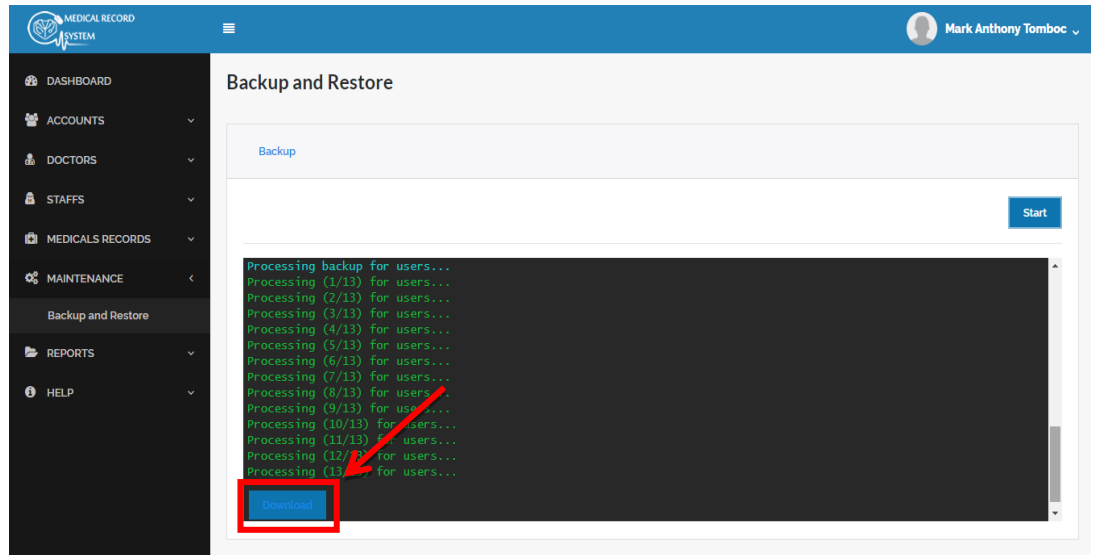 MEDICAL RECORD
SYSTEM
Mark Anthony Tomboc
DASHBOARD
ACCOUNTS
DOCTORS
STAFFS
MEDICALS RECORDS
MAINTENANCE
Backup and Restore
REPORTS
HELP
Backup and Restore
Backup
Start
Processing backup for users...
Processing (1/13) for users...
Processing (2/13) for users...
Processing (3/13) for users...
Processing (4/13) for users...
Processing (5/13) for users...
Processing (6/13) for users...
Processing (7/13) for users...
Processing (8/13) for users...
Processing (9/13) for users...
Processing (10/13) for users...
Processing (11/13) for users...
Processing (12/13) for users...
Processing (13/13) for users...
Download